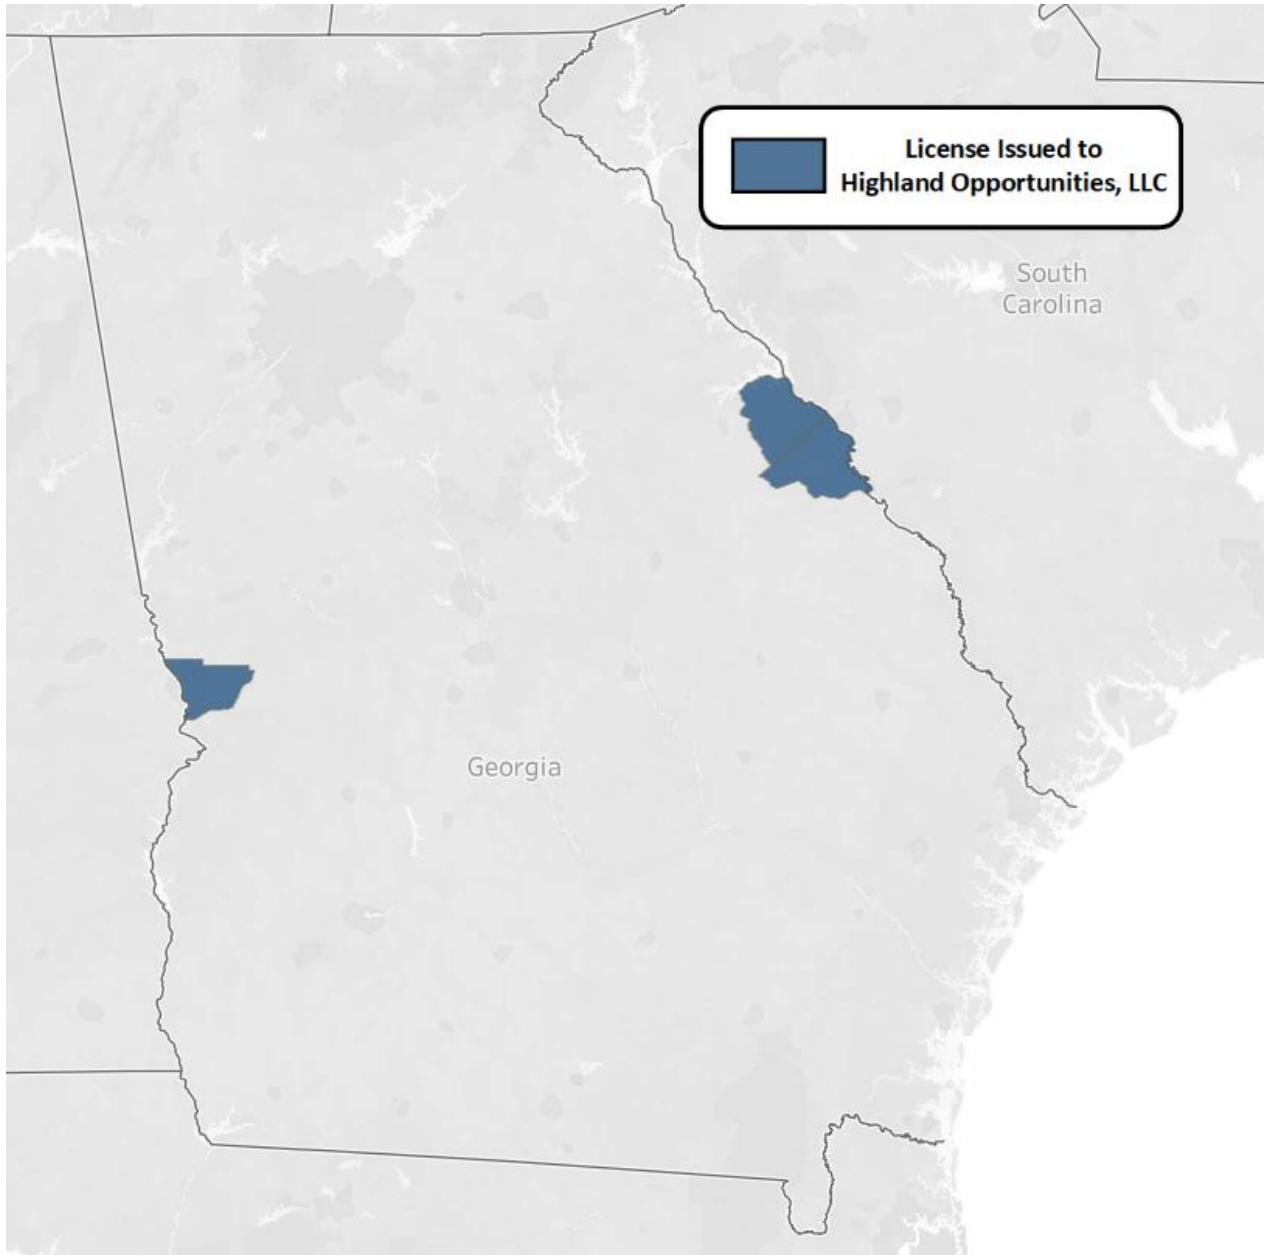 License Issued to
Highland Opportunities, LLC
South
Carolina
Georgia